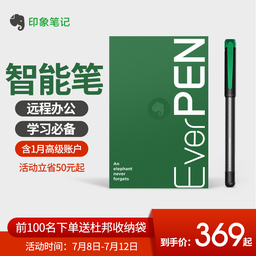 印象笔记
智能笔
远程办公
学习必备
含1月高级账户
活动立省50元起
EverPEN
An
elephant
never
forgets
前100名下单送杜邦收纳袋
活动时间：7月8日-7月12日
到手价：369起